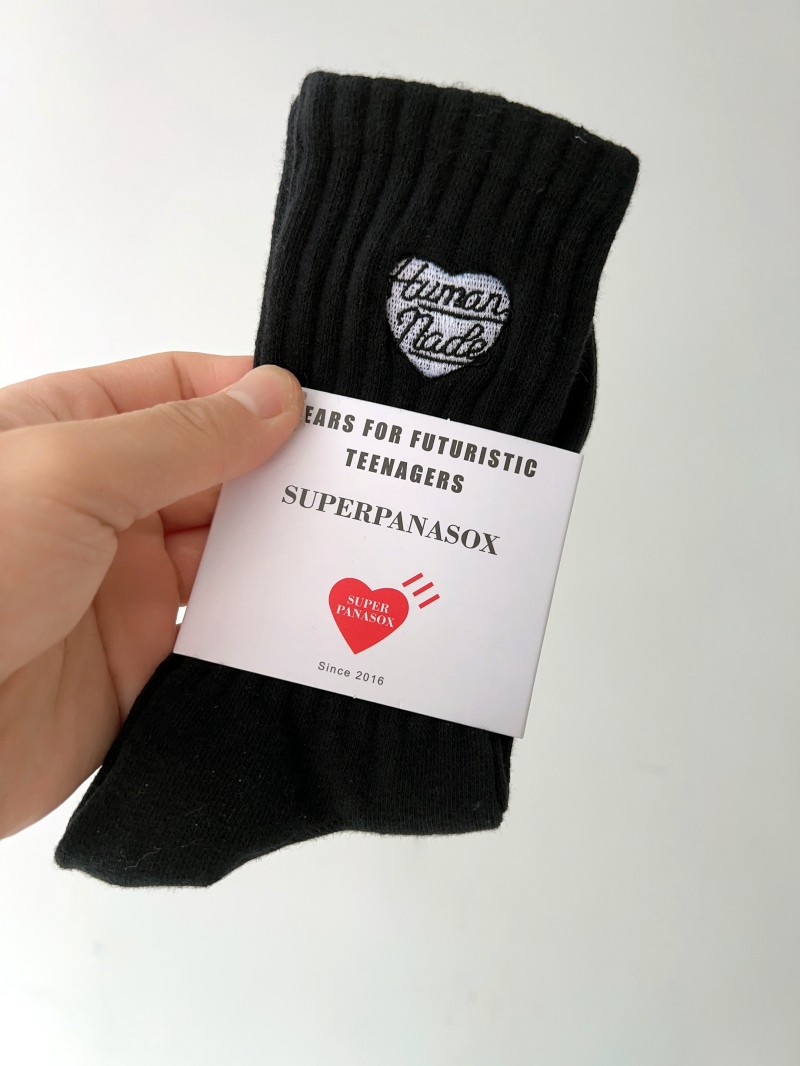 Human
Made
EARS FOR FUTURISTIC
TEENAGERS
SUPERPANASOX
SUPER
PANASOX
Since 2016